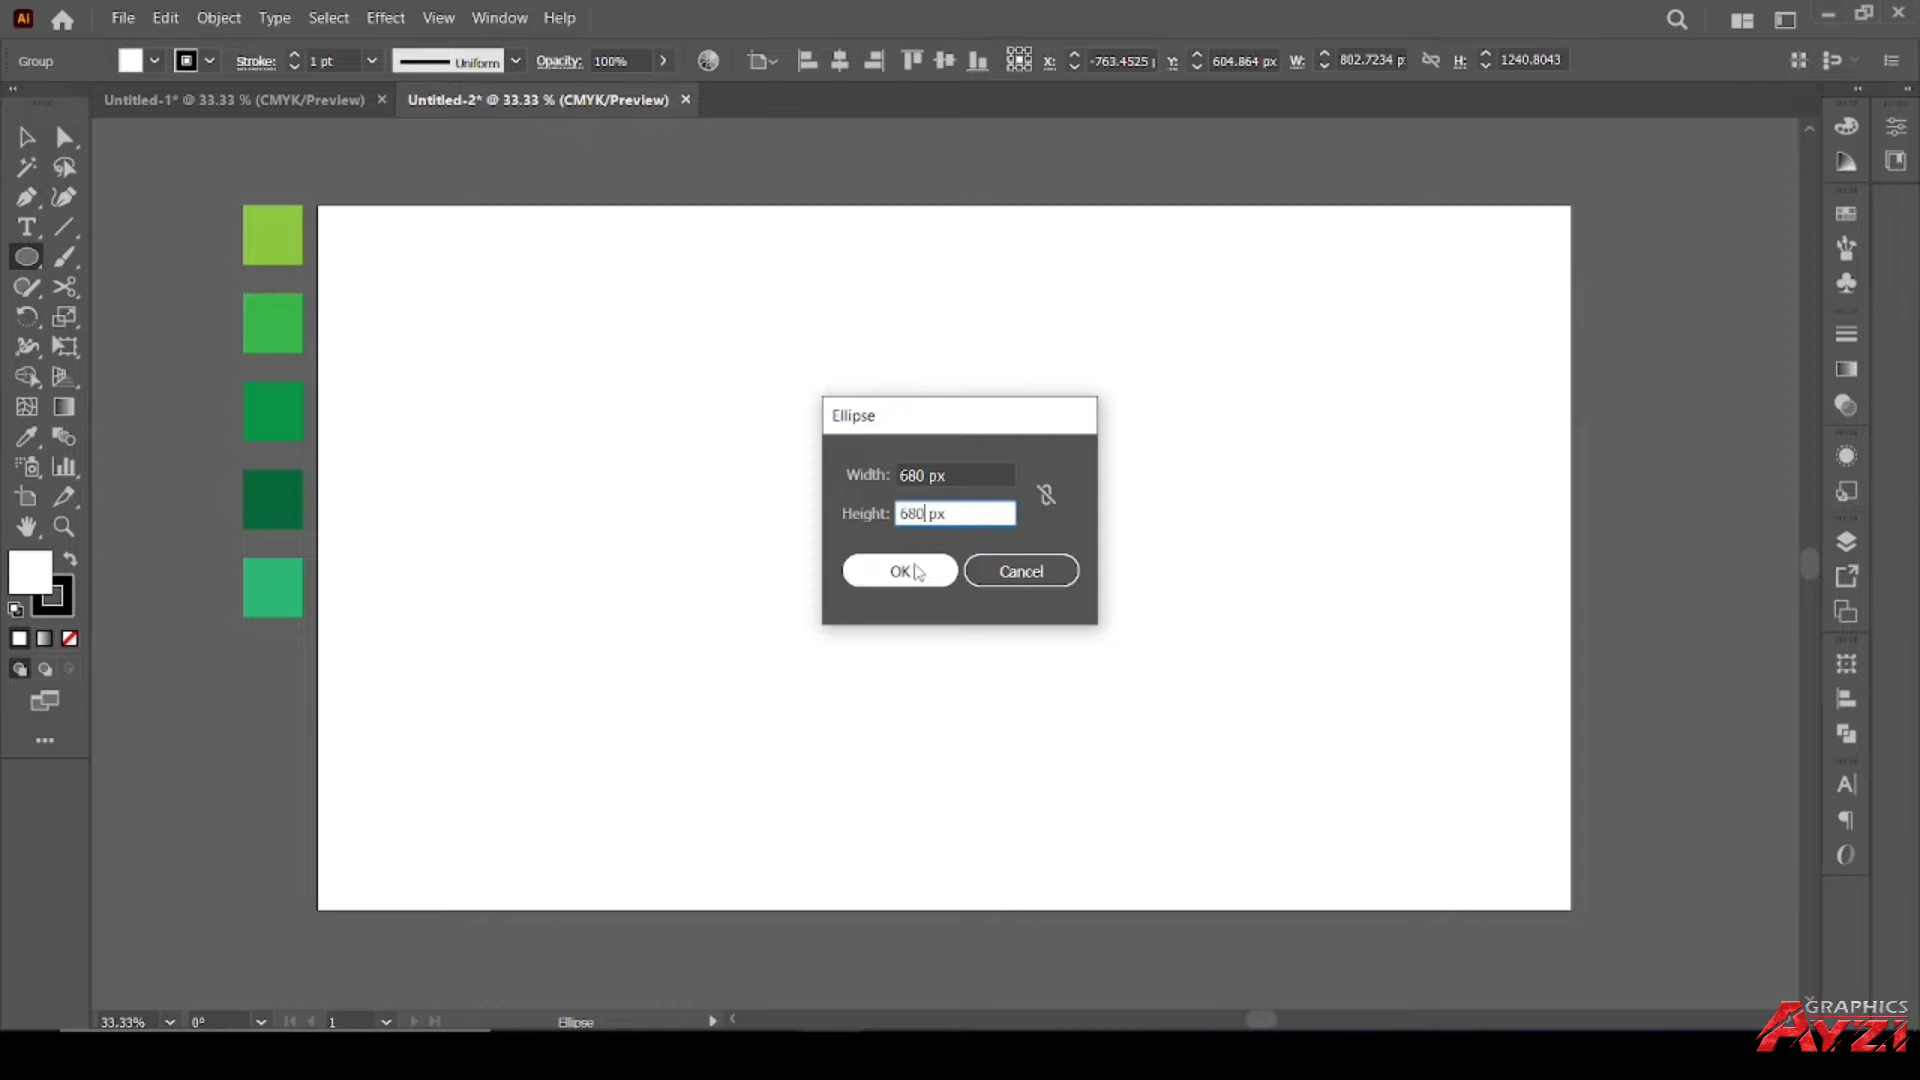 Ai File Edit Object Type Select Effect View Window Help
Group Stroke: 1 pt Uniform Opacity: 100% X: -763.4525 Y: 604.864 px W: 802.7234 p H: 1240.8043
Untitled-1* @ 33.33 % (CMYK/Preview) × Untitled-2* @ 33.33 % (CMYK/Preview) ×
Ellipse
Width: 680 px
Height: 680 px
OK Cancel
33.33% 0° 1 Ellipse
GRAPHICS
AYZI